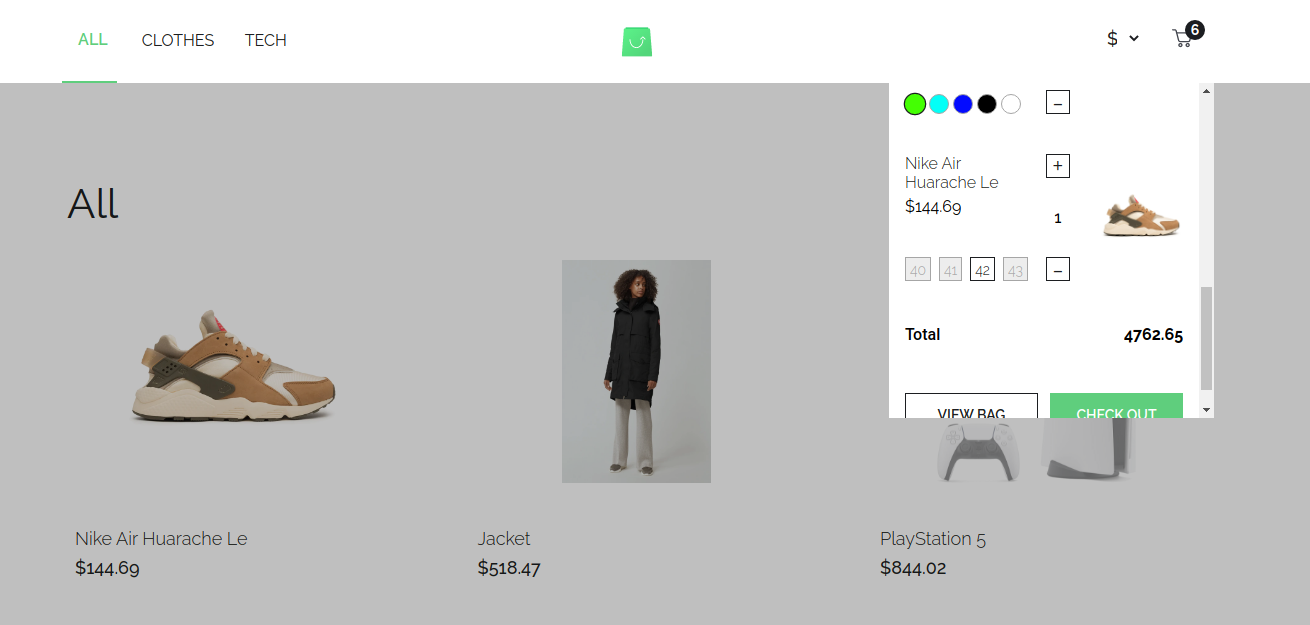 ALL CLOTHES TECH
$
6
–
Nike Air
Huarache Le
$144.69
+
1
40 41 42 43
–
Total 4762.65
VIEW BAG CHECK OUT
All
Nike Air Huarache Le
$144.69
Jacket
$518.47
PlayStation 5
$844.02